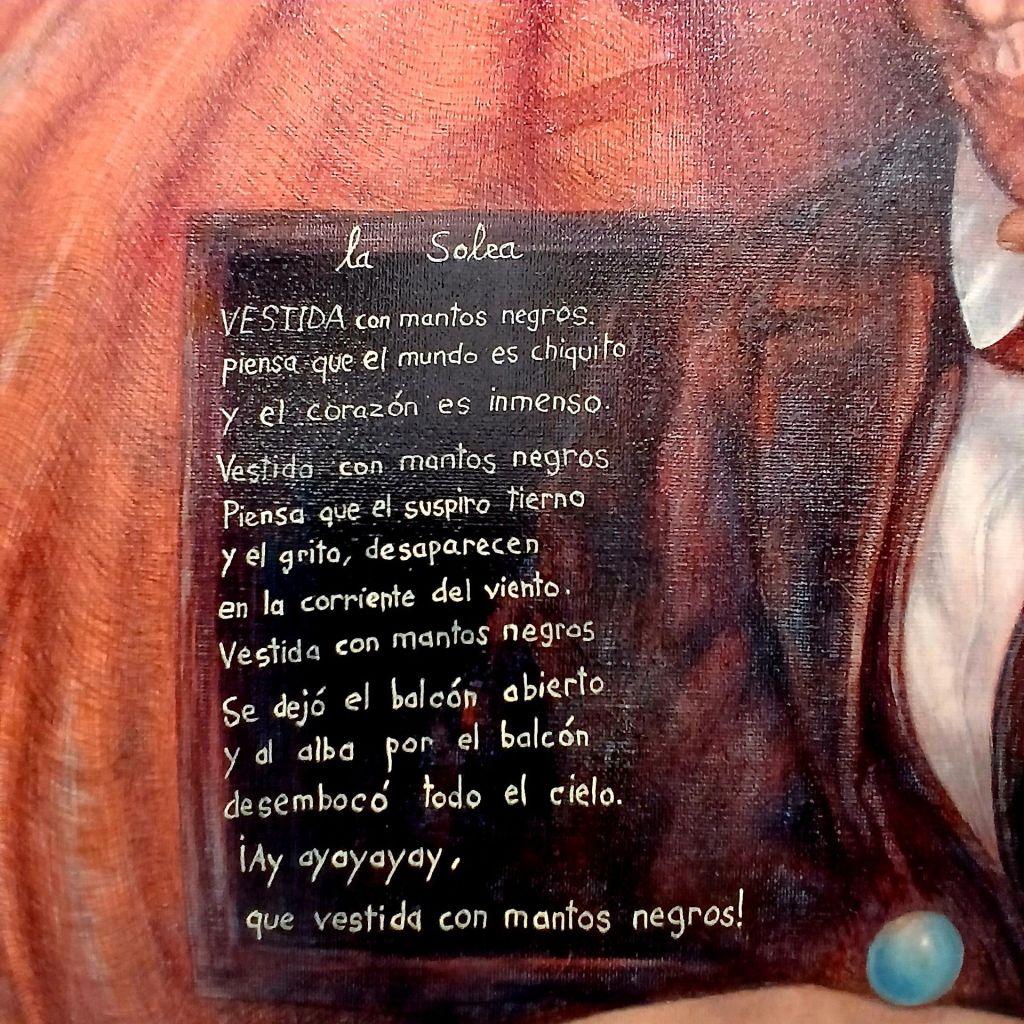 la Solea
VESTIDA con mantos negros.
piensa que el mundo es chiquito
y el corazón es inmenso.
Vestida con mantos negros
Piensa que el suspiro tierno
y el grito, desaparecen
en la corriente del viento.
Vestida con mantos negros
Se dejó el balcón abierto
y al alba por el balcón
desembocó todo el cielo.
¡Ay ayayayay,
que vestida con mantos negros!